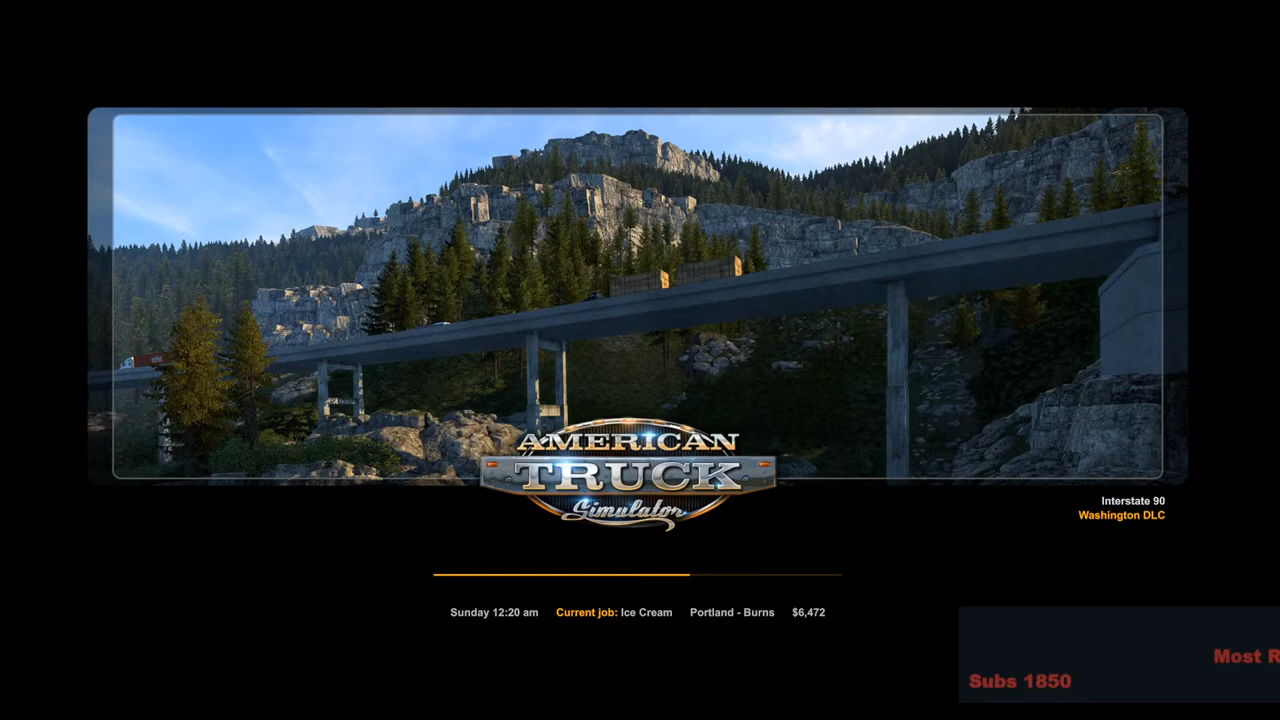 AMERICAN
TRUCK
Simulator
Interstate 90
Washington DLC
Sunday 12:20 am Current job: Ice Cream Portland - Burns $6,472
Most R
Subs 1850